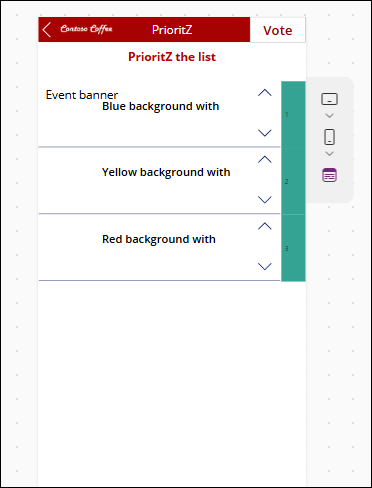 Contoso Coffee PrioritZ Vote
PrioritZ the list
Event banner
Blue background with
1
Yellow background with
2
Red background with
3